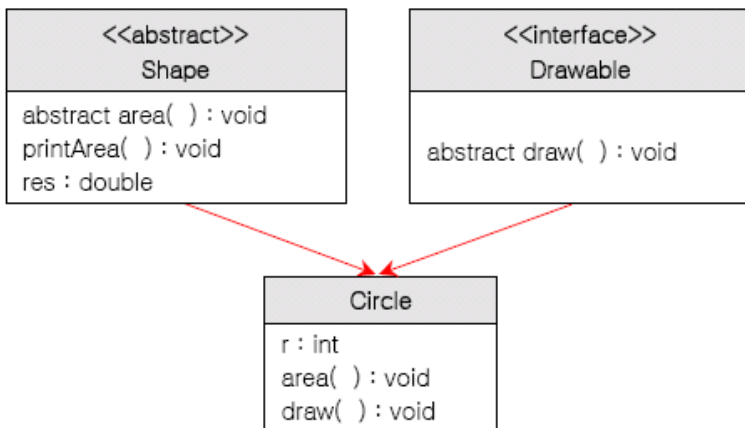 <<abstract>>
Shape
abstract area( ) : void
printArea( ) : void
res : double
<<interface>>
Drawable
abstract draw( ) : void
Circle
r : int
area( ) : void
draw( ) : void